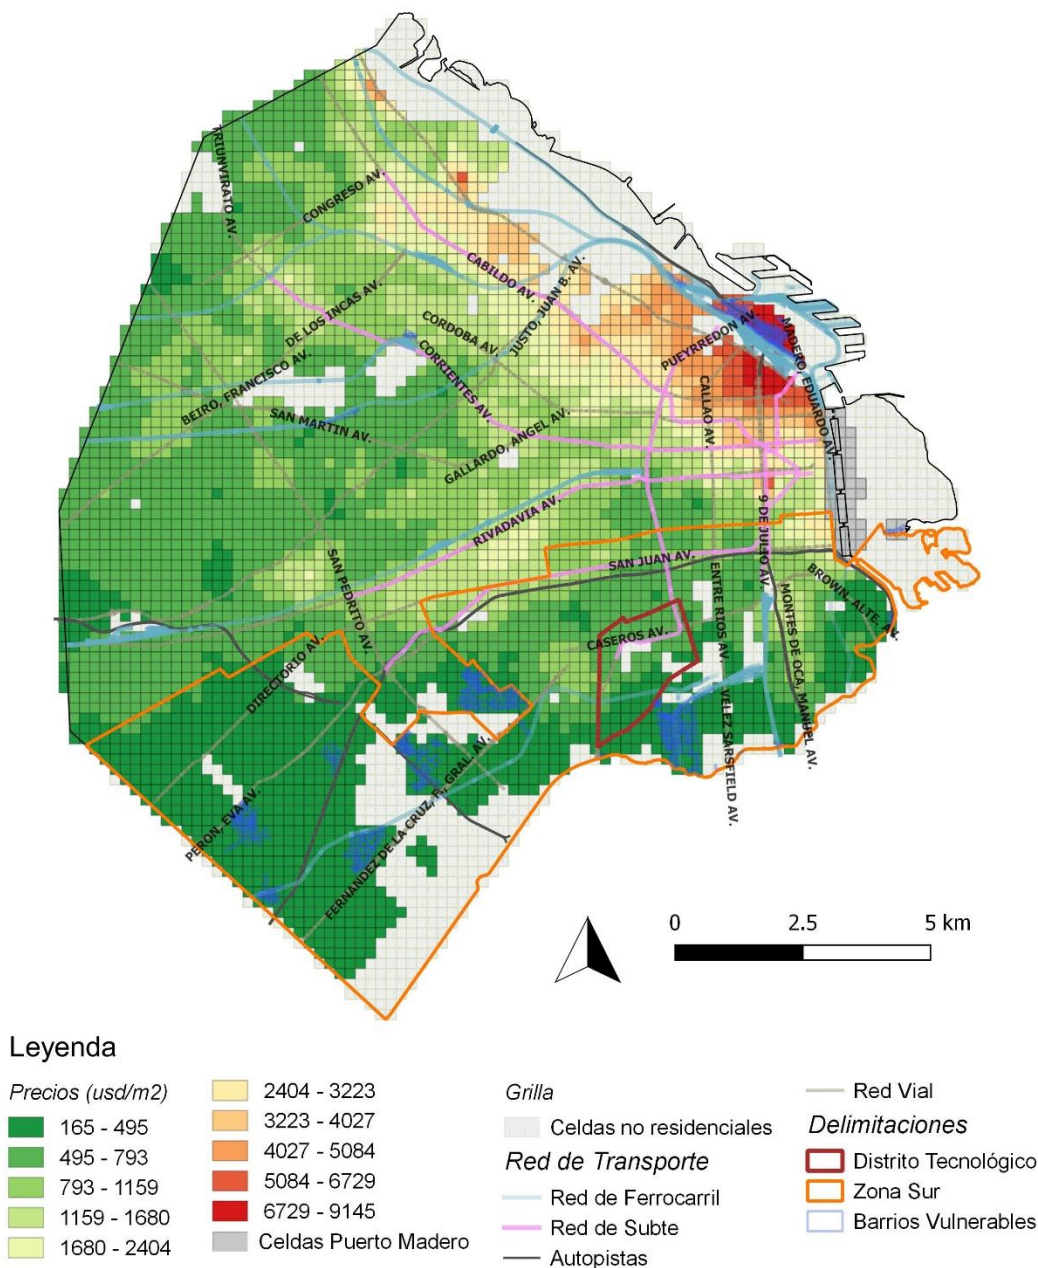 TRIUNVIRATO AV.
CONGRESO AV.
CABILDO AV.
JUSTO, JUAN B. AV.
DE LOS INCAS AV.
CORDOBA AV.
PUEYRREDON AV.
MADERO, EDUARDO AV.
BEIRO, FRANCISCO AV.
CORRIENTES AV.
CALLAO AV.
SAN MARTIN AV.
GALLARDO, ANGEL AV.
RIVADAVIA AV.
9 DE JULIO AV.
SAN JUAN AV.
SAN PEDRITO AV.
ENTRE RIOS AV.
BROWN, ALTE. AV.
MONTES DE OCA, MANUEL AV.
CASEROS AV.
DIRECTORIO AV.
VELEZ SARSFIELD AV.
PERON, EVA AV.
FERNANDEZ DE LA CRUZ, F., GRAL. AV.
0 2.5 5 km
Leyenda
Precios (usd/m2)
165 - 495
495 - 793
793 - 1159
1159 - 1680
1680 - 2404
2404 - 3223
3223 - 4027
4027 - 5084
5084 - 6729
6729 - 9145
Celdas Puerto Madero
Grilla
Celdas no residenciales
Red de Transporte
Red de Ferrocarril
Red de Subte
Autopistas
Red Vial
Delimitaciones
Distrito Tecnológico
Zona Sur
Barrios Vulnerables